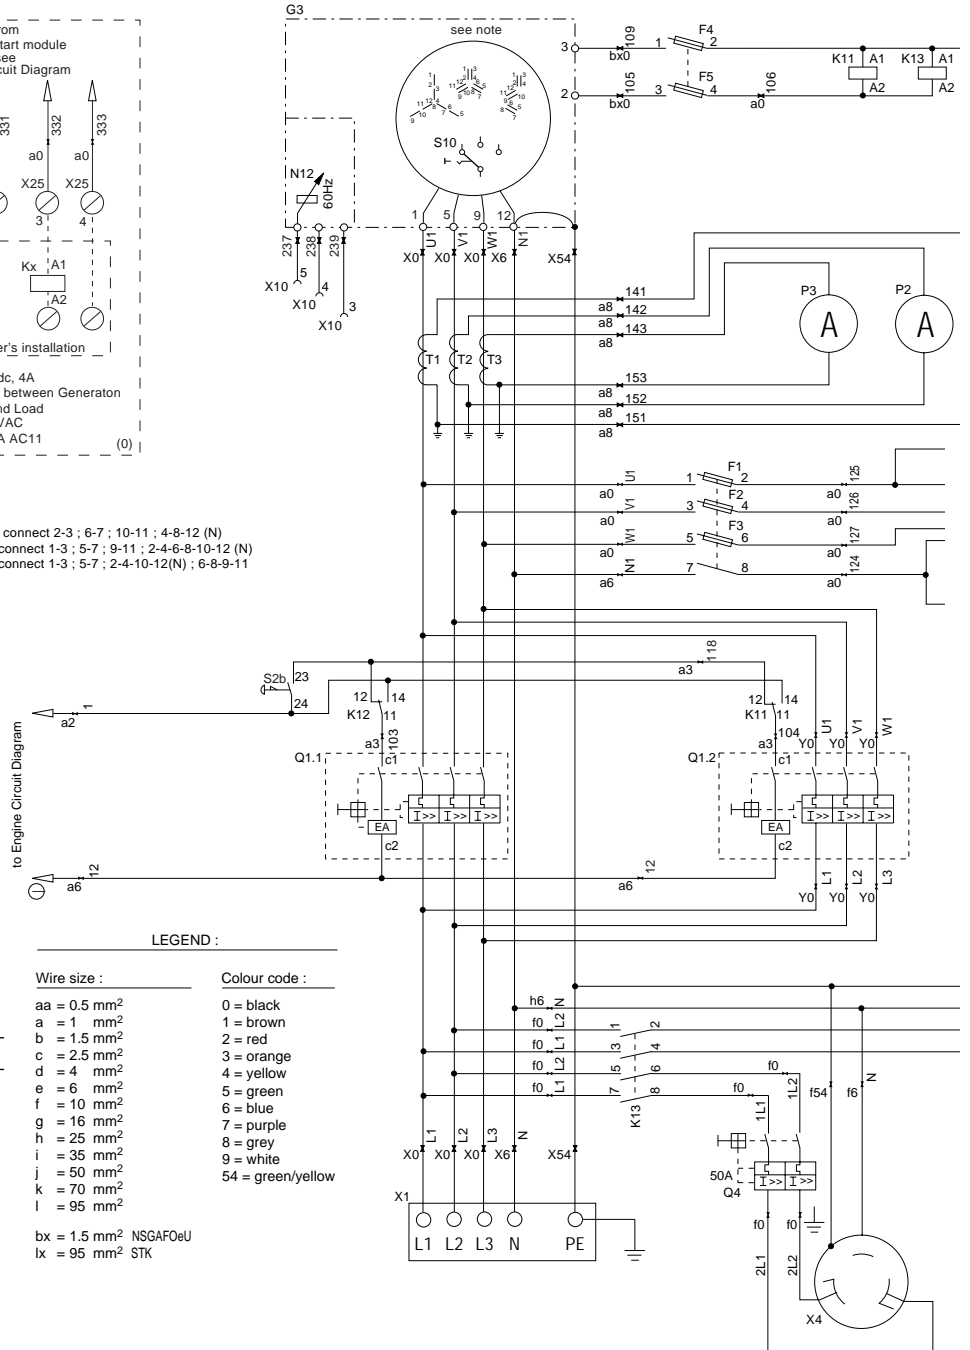 rom
tart module
see
cuit Diagram
331
332
333
a0
a0
X25
X25
3
4
Kx
A1
A2
er's installation
dc, 4A
between Generaton
nd Load
VAC
A AC11
(0)
G3
see note
S10
N12
60Hz
1
5
9
12
U1
V1
W1
N1
237
238
239
X0
X0
X0
X6
X54
X10
5
X10
4
X10
3
3
109
bx0
1
F4
2
2
105
bx0
3
F5
4
106
a0
K11
A1
A2
K13
A1
A2
141
a8
142
a8
143
a8
P3
A
P2
A
T1
T2
T3
153
a8
152
a8
151
a8
connect 2-3 ; 6-7 ; 10-11 ; 4-8-12 (N)
connect 1-3 ; 5-7 ; 9-11 ; 2-4-6-8-10-12 (N)
connect 1-3 ; 5-7 ; 2-4-10-12(N) ; 6-8-9-11
a0
U1
1
F1
2
a0
125
a0
V1
3
F2
4
a0
126
a0
W1
5
F3
6
a0
127
a6
N1
7
8
a0
124
S2b
23
24
118
a3
12
14
K12
11
a3
103
12
14
K11
11
a3
104
U1
V1
W1
Y0
Y0
Y0
a2
1
to Engine Circuit Diagram
Q1.1
c1
EA
c2
I >>
I >>
I >>
Q1.2
c1
EA
c2
I >>
I >>
I >>
a6
12
a6
12
L1
L2
L3
Y0
Y0
Y0
LEGEND :
Wire size :
aa = 0.5 mm²
a = 1 mm²
b = 1.5 mm²
c = 2.5 mm²
d = 4 mm²
e = 6 mm²
f = 10 mm²
g = 16 mm²
h = 25 mm²
i = 35 mm²
j = 50 mm²
k = 70 mm²
l = 95 mm²
bx = 1.5 mm² NSGAFOeU
lx = 95 mm² STK
Colour code :
0 = black
1 = brown
2 = red
3 = orange
4 = yellow
5 = green
6 = blue
7 = purple
8 = grey
9 = white
54 = green/yellow
h6
N
f0
L2
1
2
f0
L1
3
4
f0
L2
5
6
f0
L1
7
8
K13
f0
f0
1L1
1L2
f54
f6
N
L1
L2
L3
N
X0
X0
X6
X54
X1
L1
L2
L3
N
PE
50A
Q4
I >>
I >>
f0
f0
2L1
2L2
X4